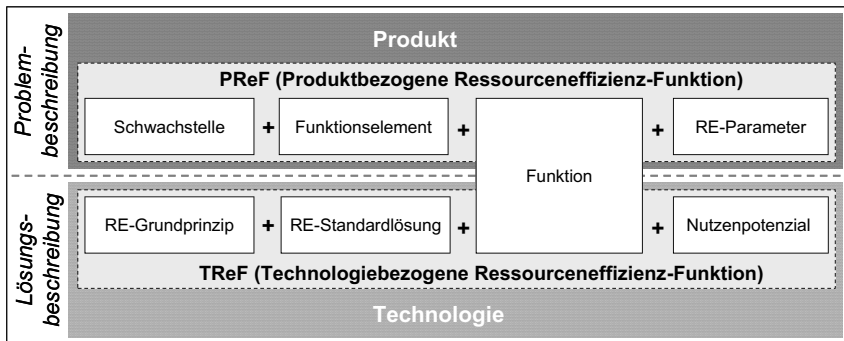 Problem-
beschreibung
Produkt
PReF (Produktbezogene Ressourceneffizienz-Funktion)
Schwachstelle + Funktionselement + + RE-Parameter
Funktion
Lösungs-
beschreibung
RE-Grundprinzip + RE-Standardlösung + + Nutzenpotenzial
TReF (Technologiebezogene Ressourceneffizienz-Funktion)
Technologie